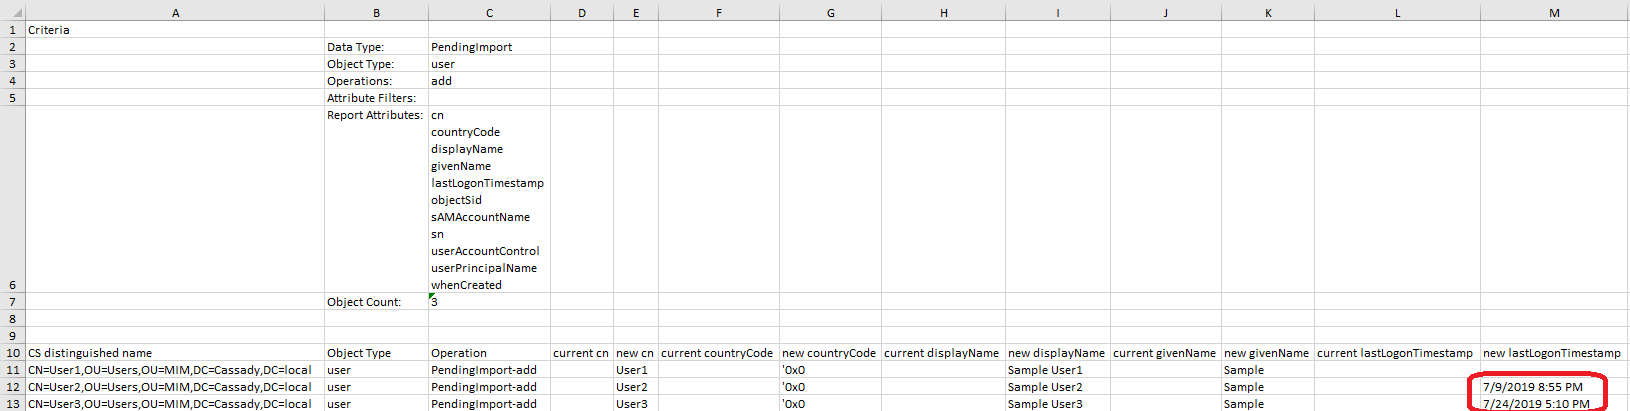 A B C D E F G H I J K L M
1 Criteria
2 Data Type: PendingImport
3 Object Type: user
4 Operations: add
5 Attribute Filters:
Report Attributes: cn
countryCode
displayName
givenName
lastLogonTimestamp
objectSid
sAMAccountName
sn
userAccountControl
userPrincipalName
6 whenCreated
7 Object Count: 3
8
9
10 CS distinguished name Object Type Operation current cn new cn current countryCode new countryCode current displayName new displayName current givenName new givenName current lastLogonTimestamp new lastLogonTimestamp
11 CN=User1,OU=Users,OU=MIM,DC=Cassady,DC=local user PendingImport-add User1 '0x0 Sample User1 Sample
12 CN=User2,OU=Users,OU=MIM,DC=Cassady,DC=local user PendingImport-add User2 '0x0 Sample User2 Sample 7/9/2019 8:55 PM
13 CN=User3,OU=Users,OU=MIM,DC=Cassady,DC=local user PendingImport-add User3 '0x0 Sample User3 Sample 7/24/2019 5:10 PM